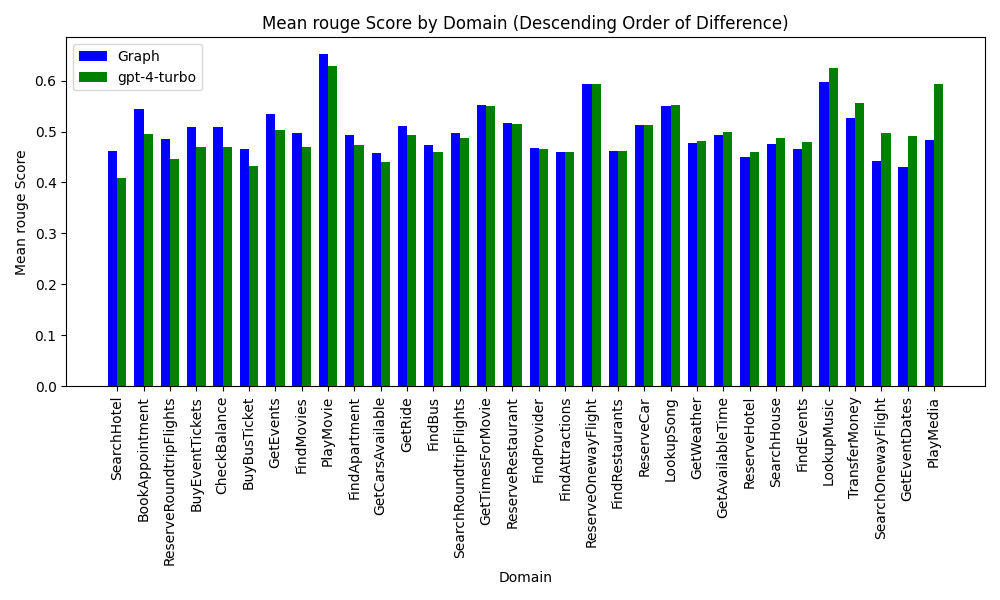 Mean rouge Score by Domain (Descending Order of Difference)
Graph
gpt-4-turbo
Mean rouge Score
0.6
0.5
0.4
0.3
0.2
0.1
0.0
SearchHotel
BookAppointment
ReserveRoundtripFlights
BuyEventTickets
CheckBalance
BuyBusTicket
GetEvents
FindMovies
PlayMovie
FindApartment
GetCarsAvailable
GetRide
FindBus
SearchRoundtripFlights
GetTimesForMovie
ReserveRestaurant
FindProvider
FindAttractions
ReserveOnewayFlight
FindRestaurants
ReserveCar
LookupSong
GetWeather
GetAvailableTime
ReserveHotel
SearchHouse
FindEvents
LookupMusic
TransferMoney
SearchOnewayFlight
GetEventDates
PlayMedia
Domain